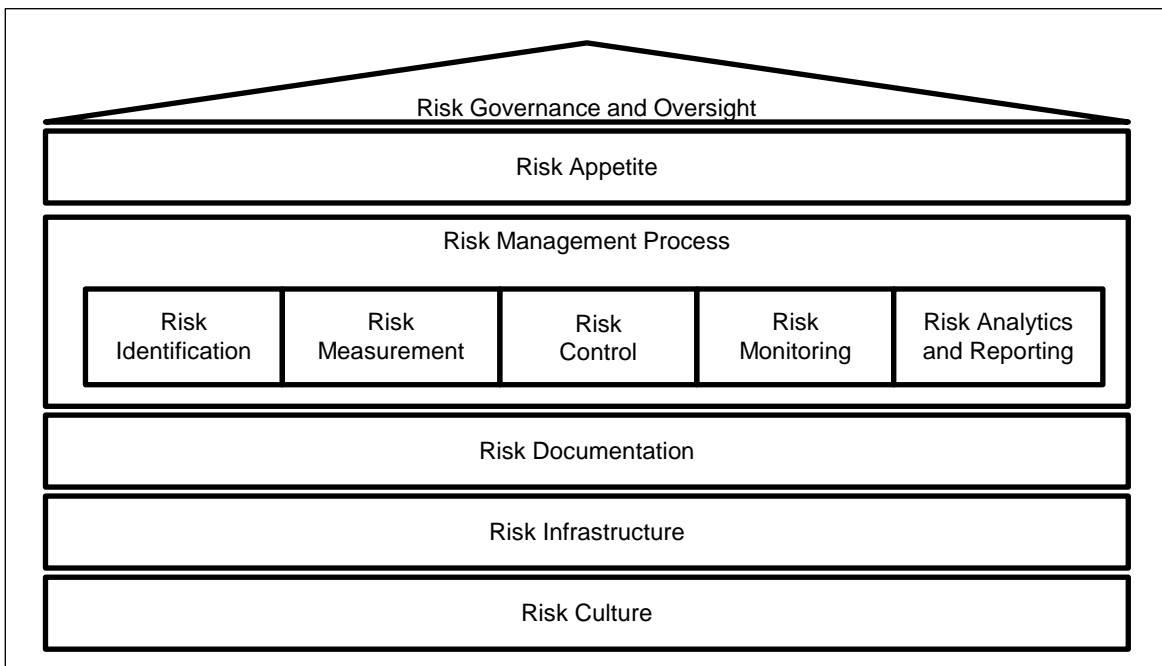 Risk Governance and Oversight
Risk Appetite
Risk Management Process
Risk
Identification
Risk
Measurement
Risk
Control
Risk
Monitoring
Risk Analytics
and Reporting
Risk Documentation
Risk Infrastructure
Risk Culture